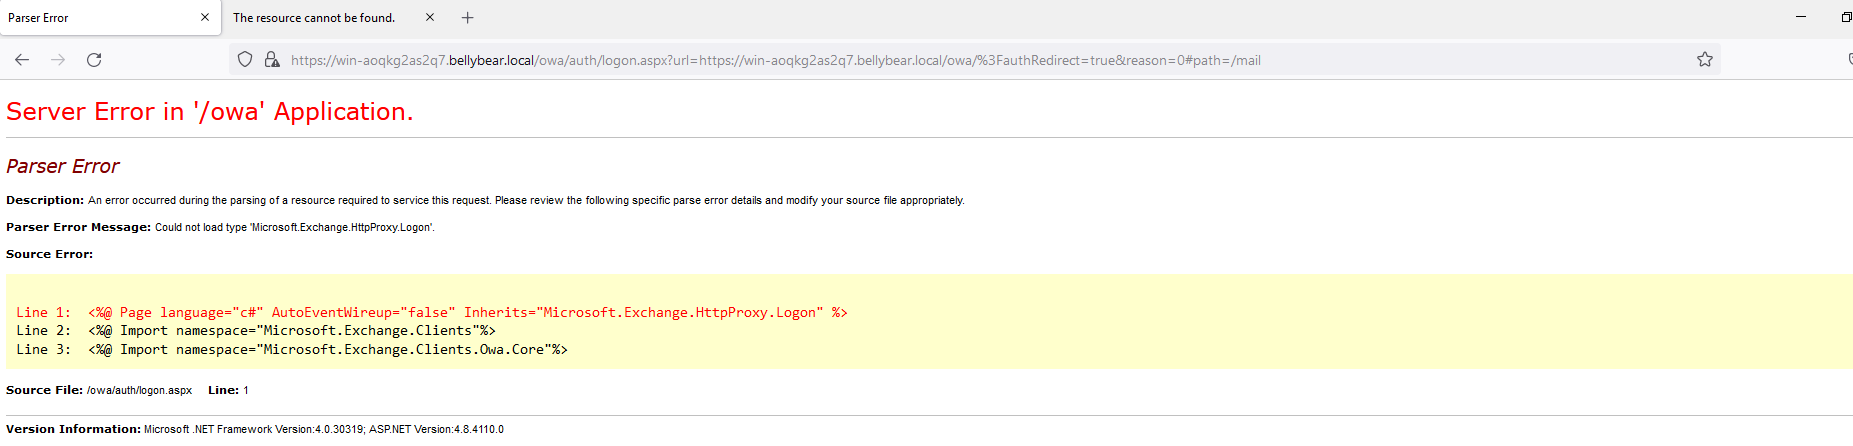 Parser Error
The resource cannot be found.
https://win-aoqkg2as2q7.bellybear.local/owa/auth/logon.aspx?url=https://win-aoqkg2as2q7.bellybear.local/owa/%3FauthRedirect=true&reason=0#path=/mail
Server Error in '/owa' Application.
Parser Error
Description: An error occurred during the parsing of a resource required to service this request. Please review the following specific parse error details and modify your source file appropriately.
Parser Error Message: Could not load type 'Microsoft.Exchange.HttpProxy.Logon'.
Source Error:
Line 1:  <%@ Page language="c#" AutoEventWireup="false" Inherits="Microsoft.Exchange.HttpProxy.Logon" %>
Line 2:  <%@ Import namespace="Microsoft.Exchange.Clients"%>
Line 3:  <%@ Import namespace="Microsoft.Exchange.Clients.Owa.Core"%>
Source File: /owa/auth/logon.aspx    Line: 1
Version Information: Microsoft .NET Framework Version:4.0.30319; ASP.NET Version:4.8.4110.0